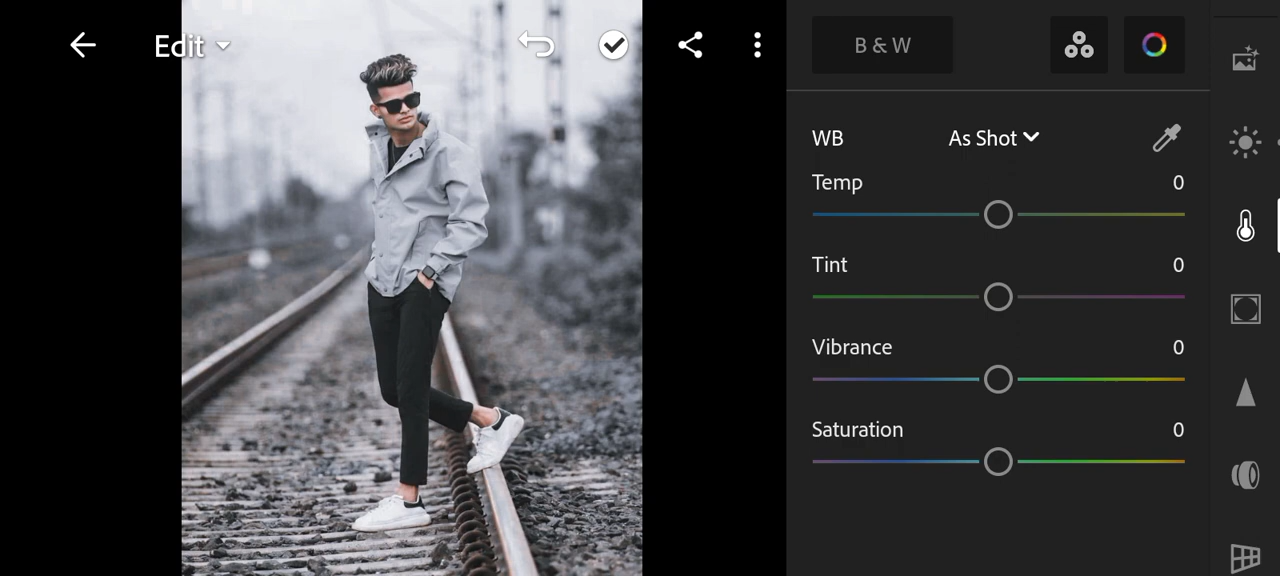 Edit
B & W
WB As Shot
Temp 0
Tint 0
Vibrance 0
Saturation 0